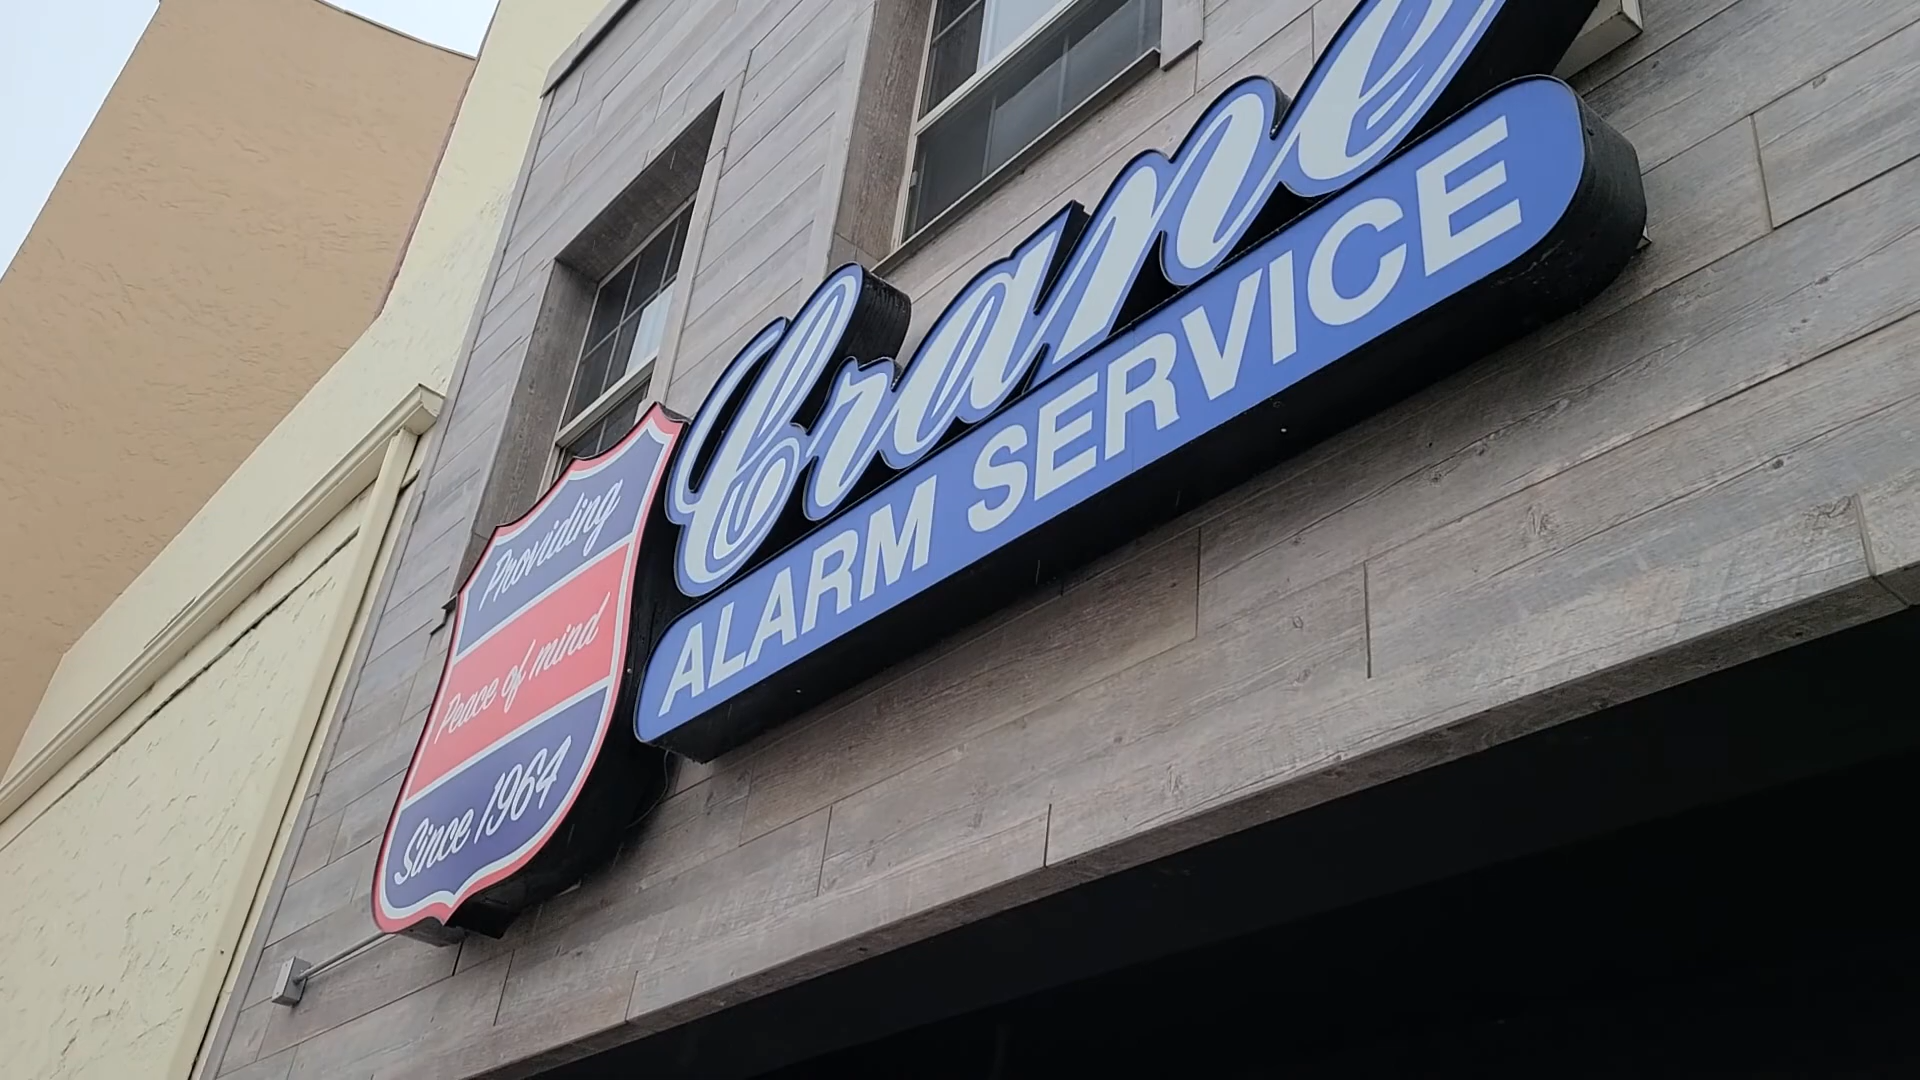 Crane
ALARM SERVICE
Providing
Peace of mind
Since 1964